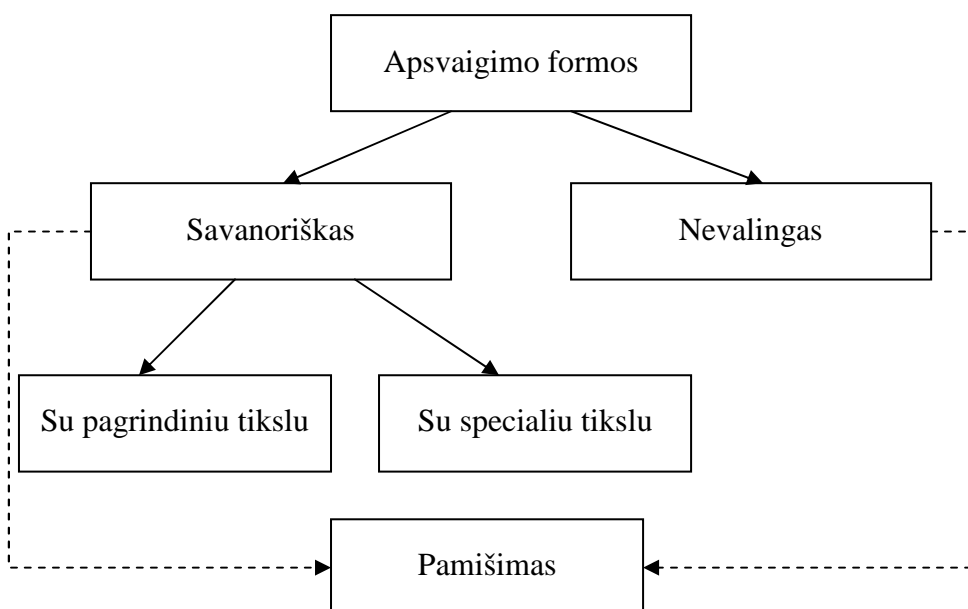 Apsvaigimo formos
Savanoriškas
Nevalingas
Su pagrindiniu tikslu
Su specialiu tikslu
Pamišimas